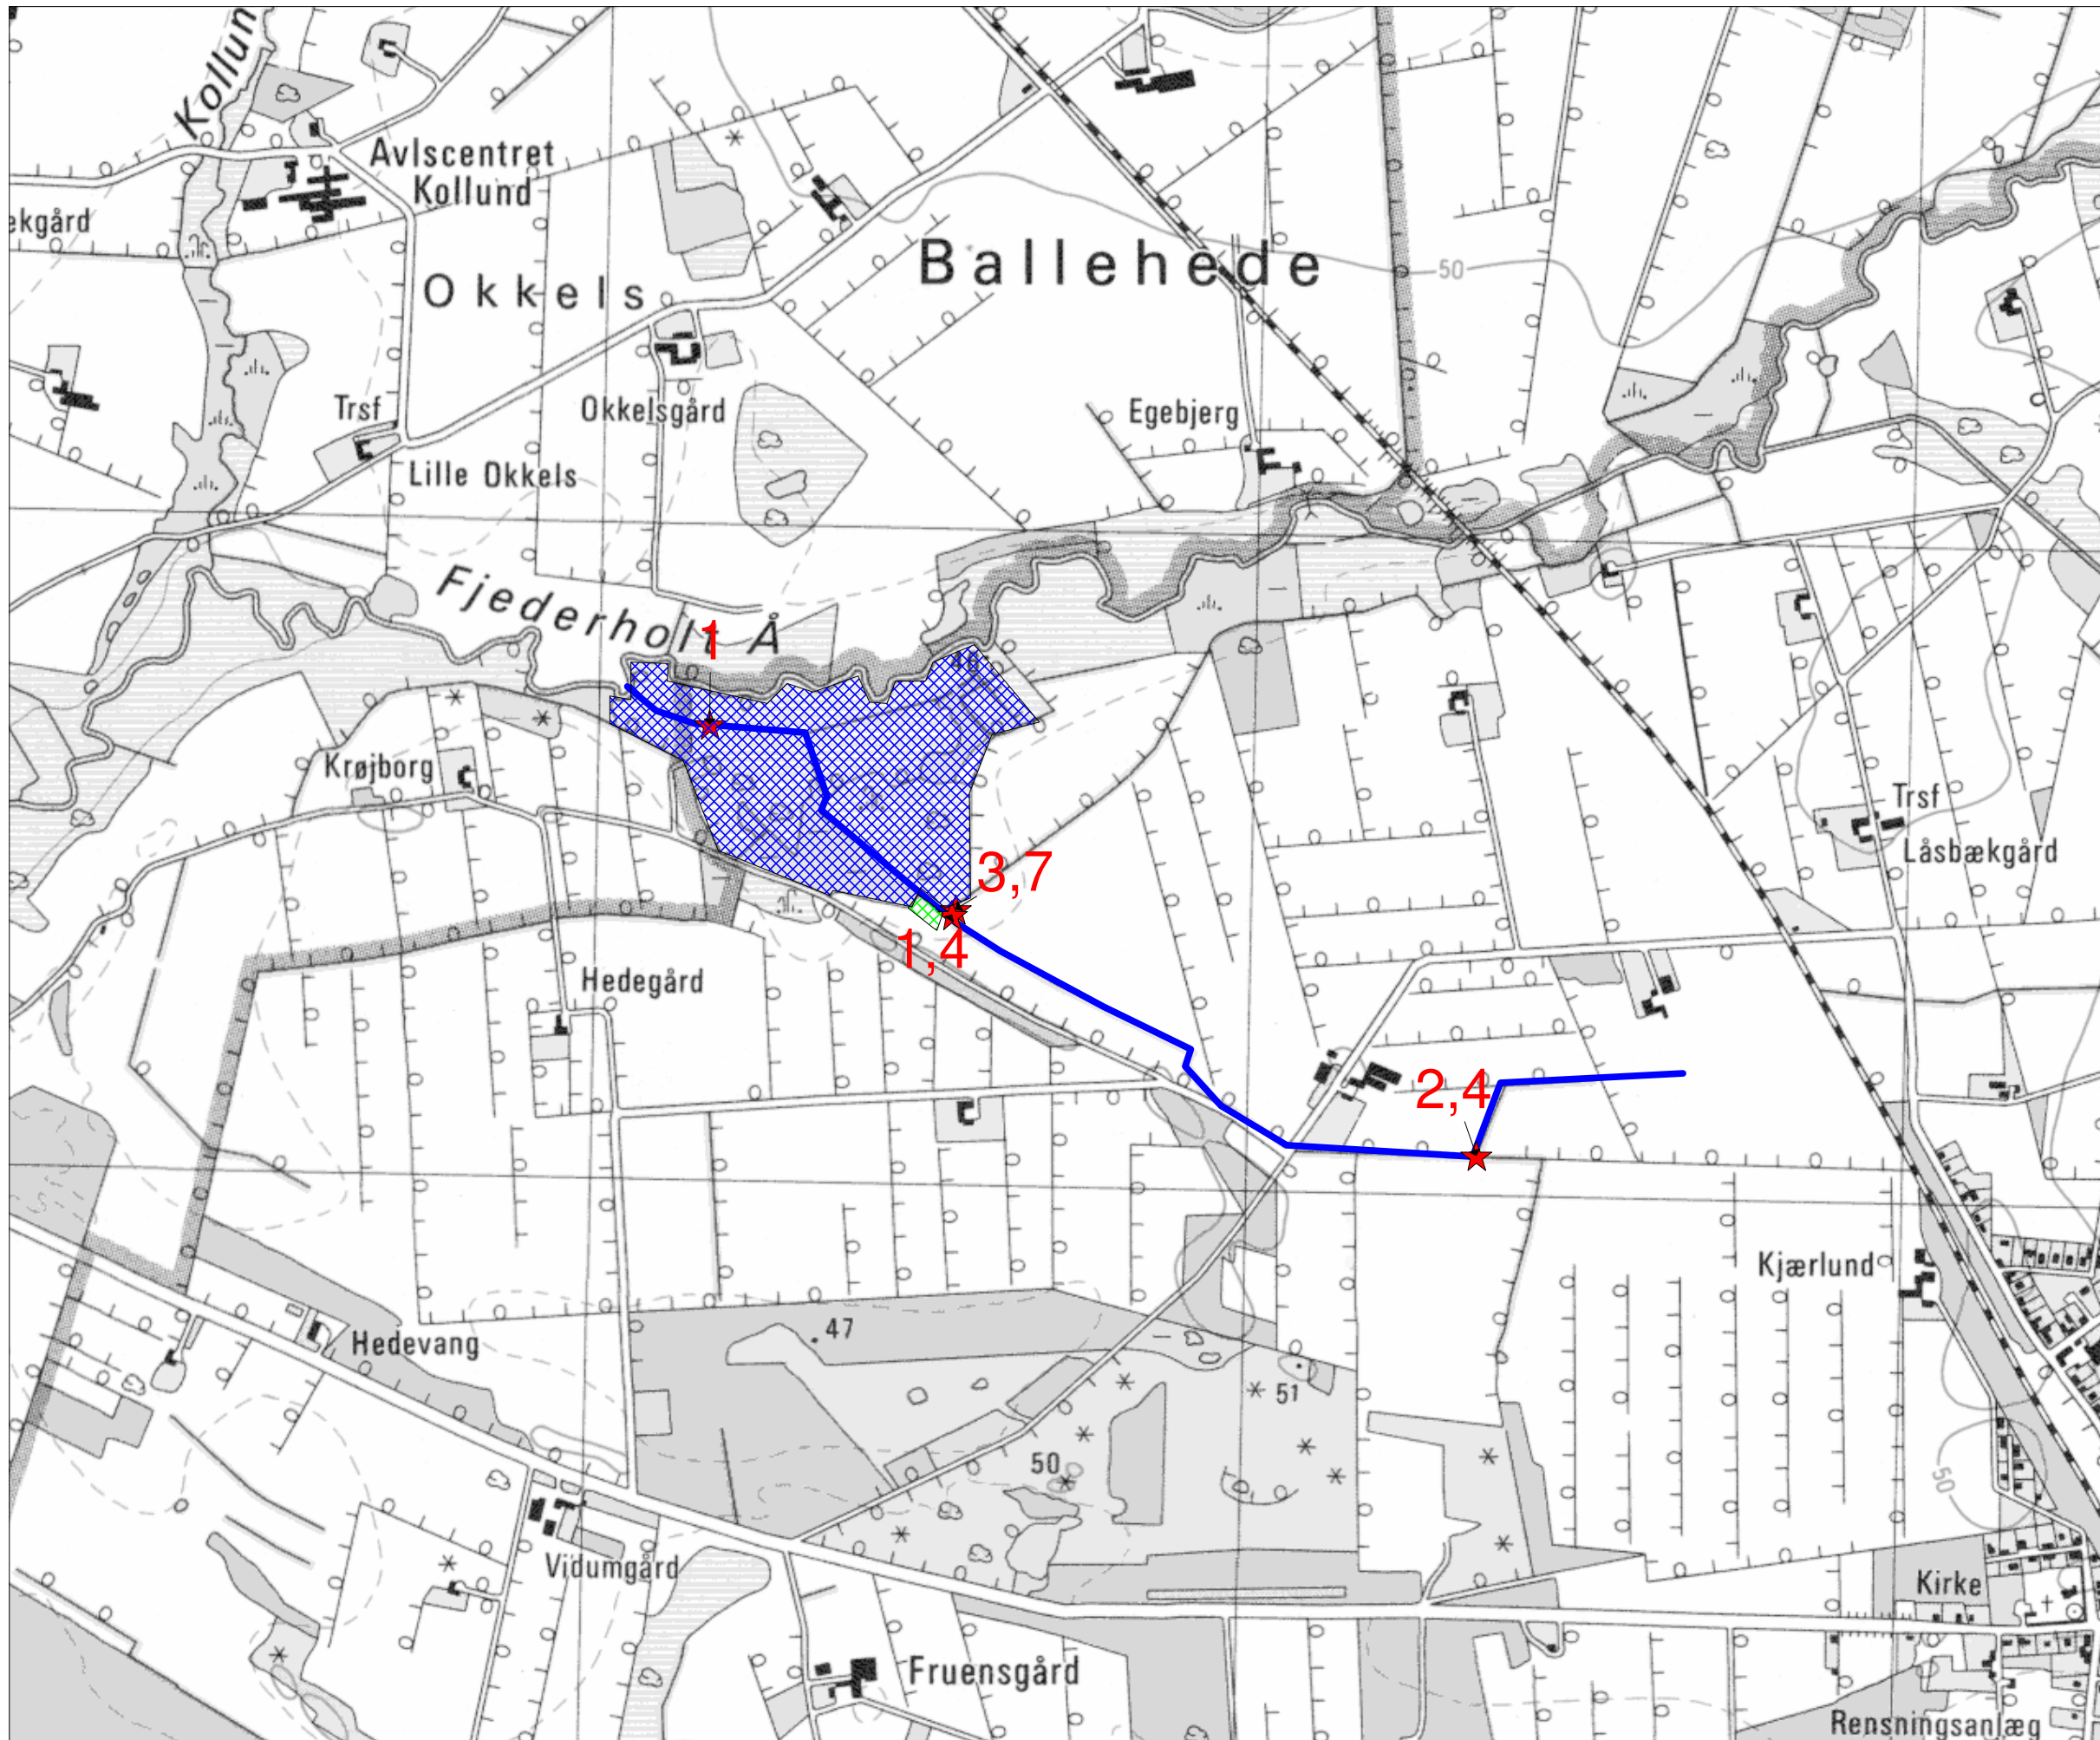 Kollun
Avlscentret
Kollund
ekgård
Okkels
Ballehede
50
Trsf
Okkelsgård
Egebjerg
Lille Okkels
Fjederholt Å
1
Krøjborg
Trsf
Låsbækgård
3,7
1,4
Hedegård
2,4
Kjærlund
47
Hedevang
51
50
50
Vidumgård
Kirke
Fruensgård
Rensningsanlæg